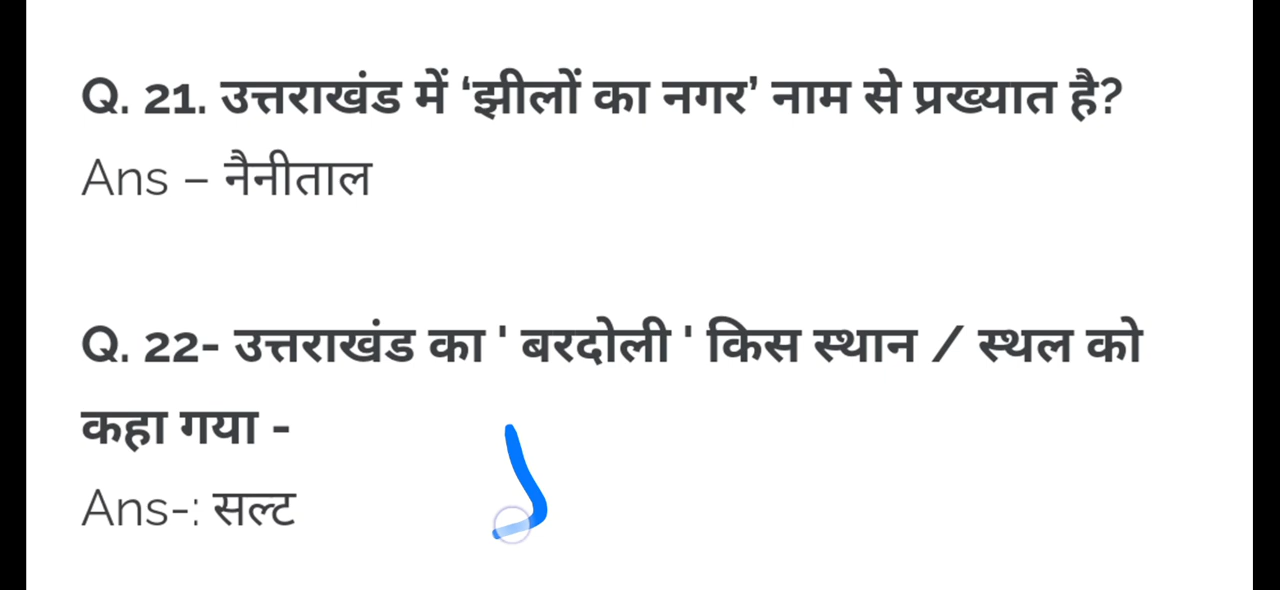 Q. 21. उत्तराखंड में ‘झीलों का नगर’ नाम से प्रख्यात है?
Ans – नैनीताल
Q. 22- उत्तराखंड का ' बरदोली ' किस स्थान / स्थल को
कहा गया -
Ans-: सल्ट